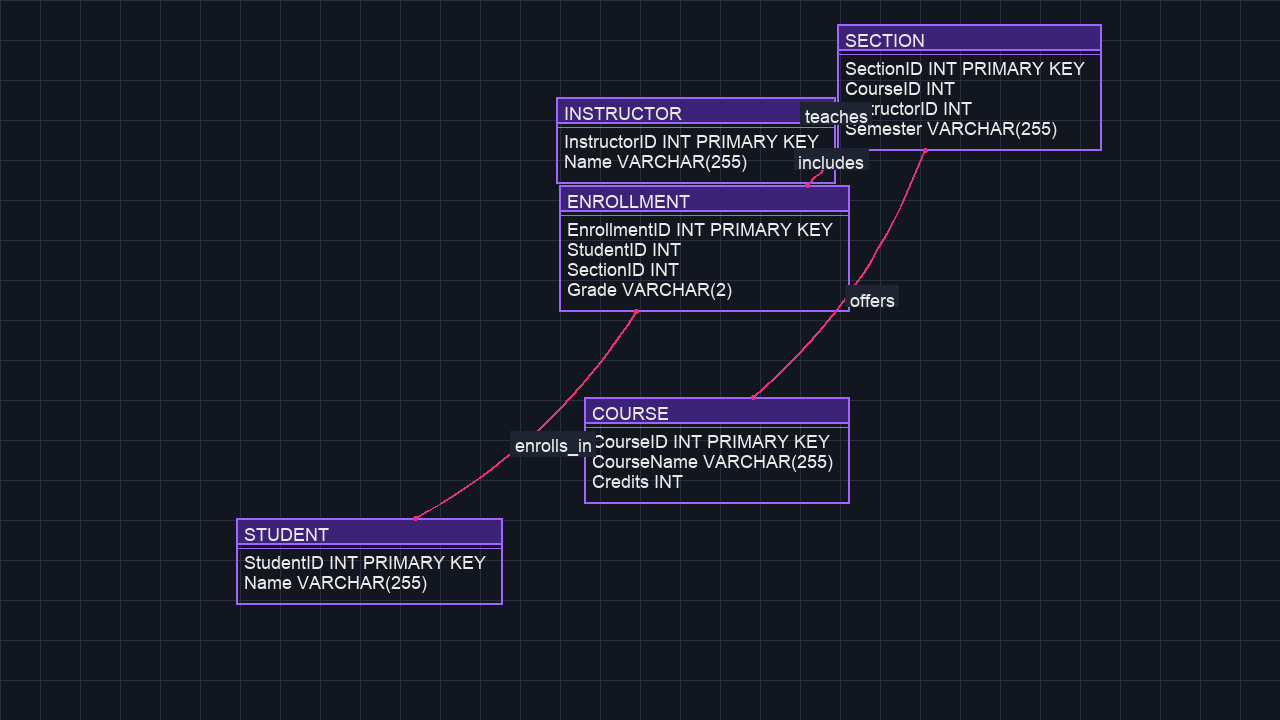 SECTION
SectionID INT PRIMARY KEY
CourseID INT
INT
Semester VARCHAR(255)
INSTRUCTOR
InstructorID INT PRIMARY KEY
Name VARCHAR(255)
teaches
includes
ENROLLMENT
EnrollmentID INT PRIMARY KEY
StudentID INT
SectionID INT
Grade VARCHAR(2)
offers
COURSE
CourseID INT PRIMARY KEY
CourseName VARCHAR(255)
Credits INT
enrolls_in
STUDENT
StudentID INT PRIMARY KEY
Name VARCHAR(255)